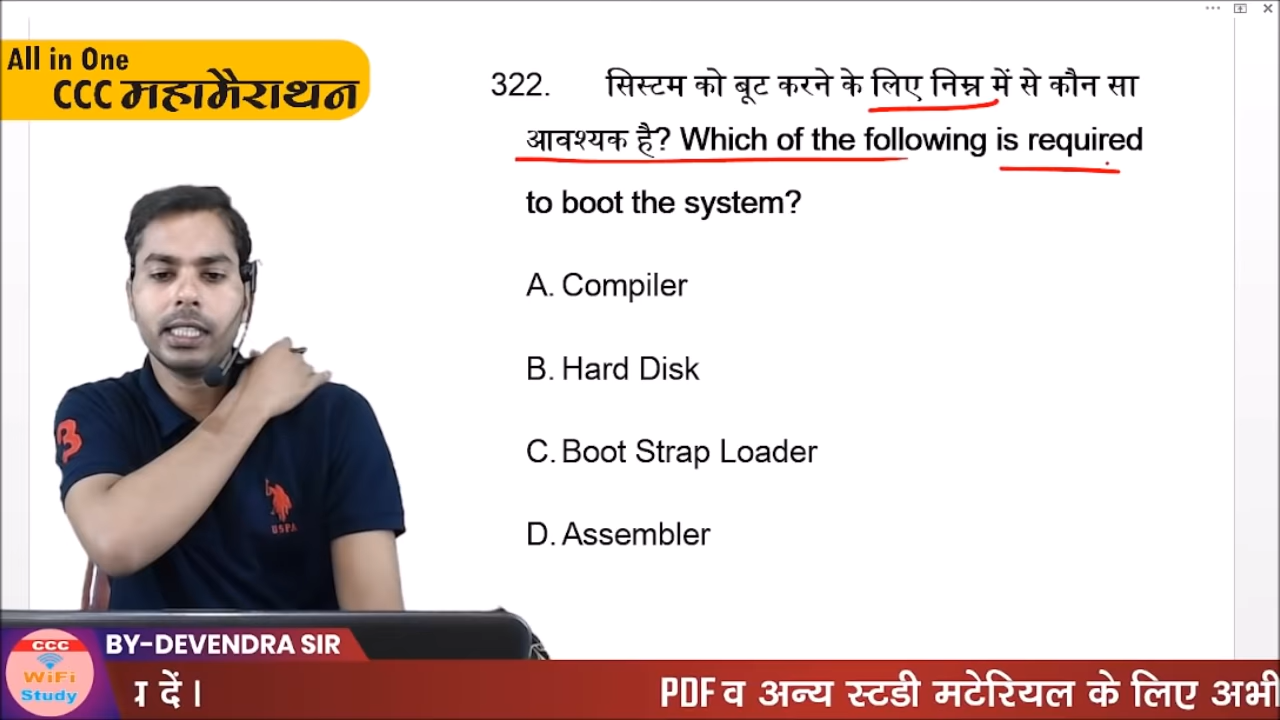 All in One
CCC महामैराथन
322. सिस्टम को बूट करने के लिए निम्न में से कौन सा
आवश्यक है? Which of the following is required
to boot the system?
A. Compiler
B. Hard Disk
C. Boot Strap Loader
D. Assembler
3
USPA
BY-DEVENDRA SIR
CCC
WiFi
Study
दें। PDF व अन्य स्टडी मटेरियल के लिए अभी